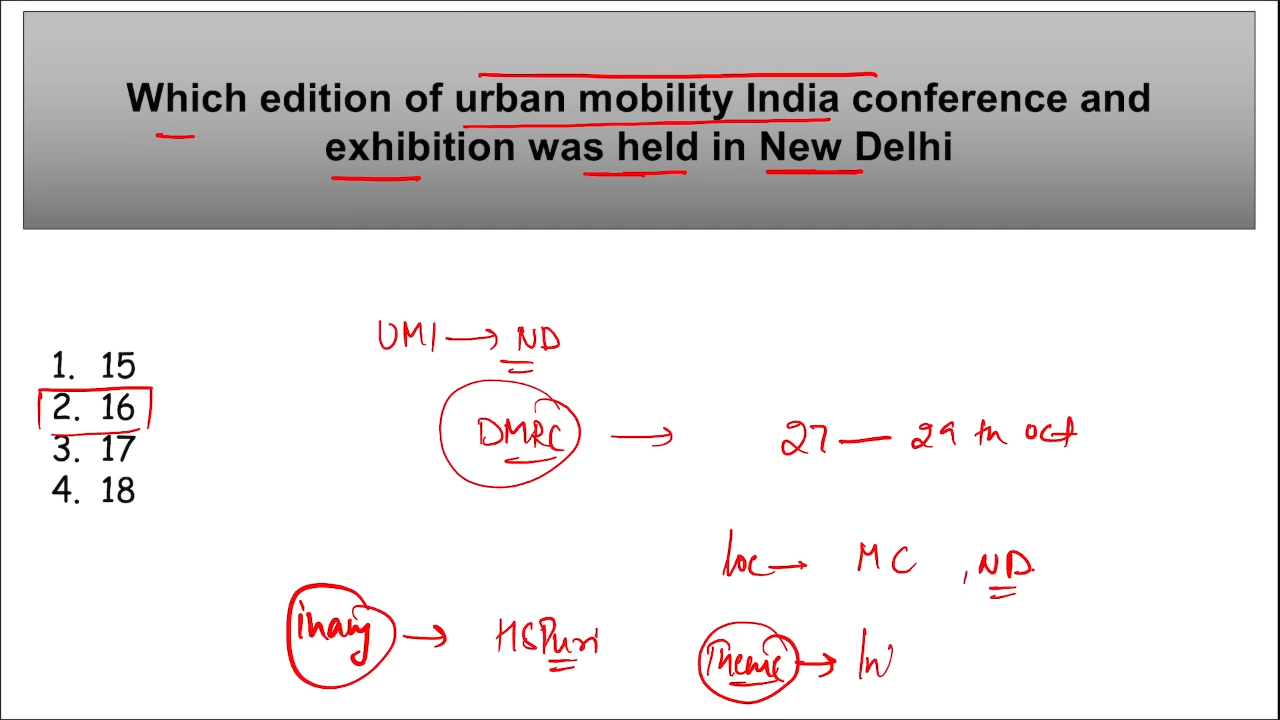 Which edition of urban mobility India conference and
exhibition was held in New Delhi
1. 15
2. 16
3. 17
4. 18
UMI → ND
DMRC → 27 — 29 th oct
loc → MC , ND
inaug → HSPuri
Theme → In